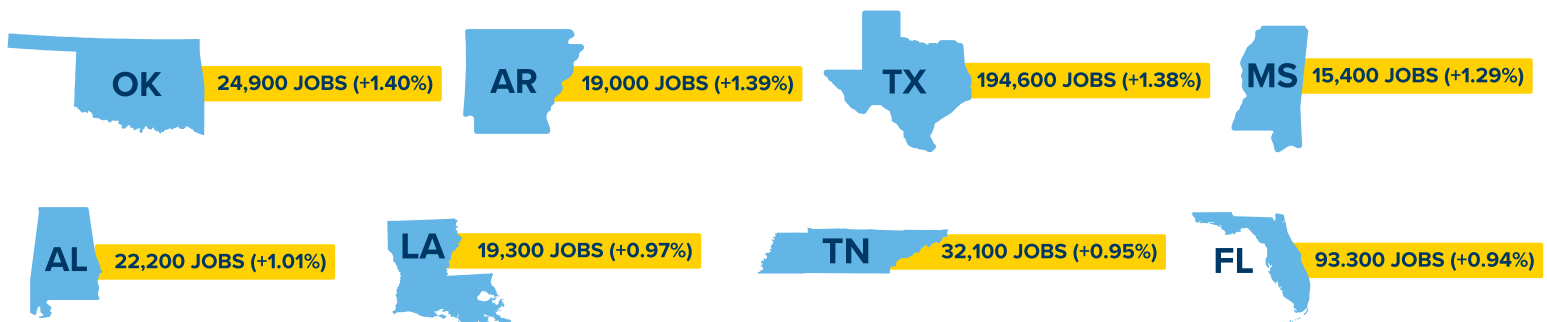 OK 24,900 JOBS (+1.40%)
AR 19,000 JOBS (+1.39%)
TX 194,600 JOBS (+1.38%)
MS 15,400 JOBS (+1.29%)
AL 22,200 JOBS (+1.01%)
LA 19,300 JOBS (+0.97%)
TN 32,100 JOBS (+0.95%)
FL 93.300 JOBS (+0.94%)